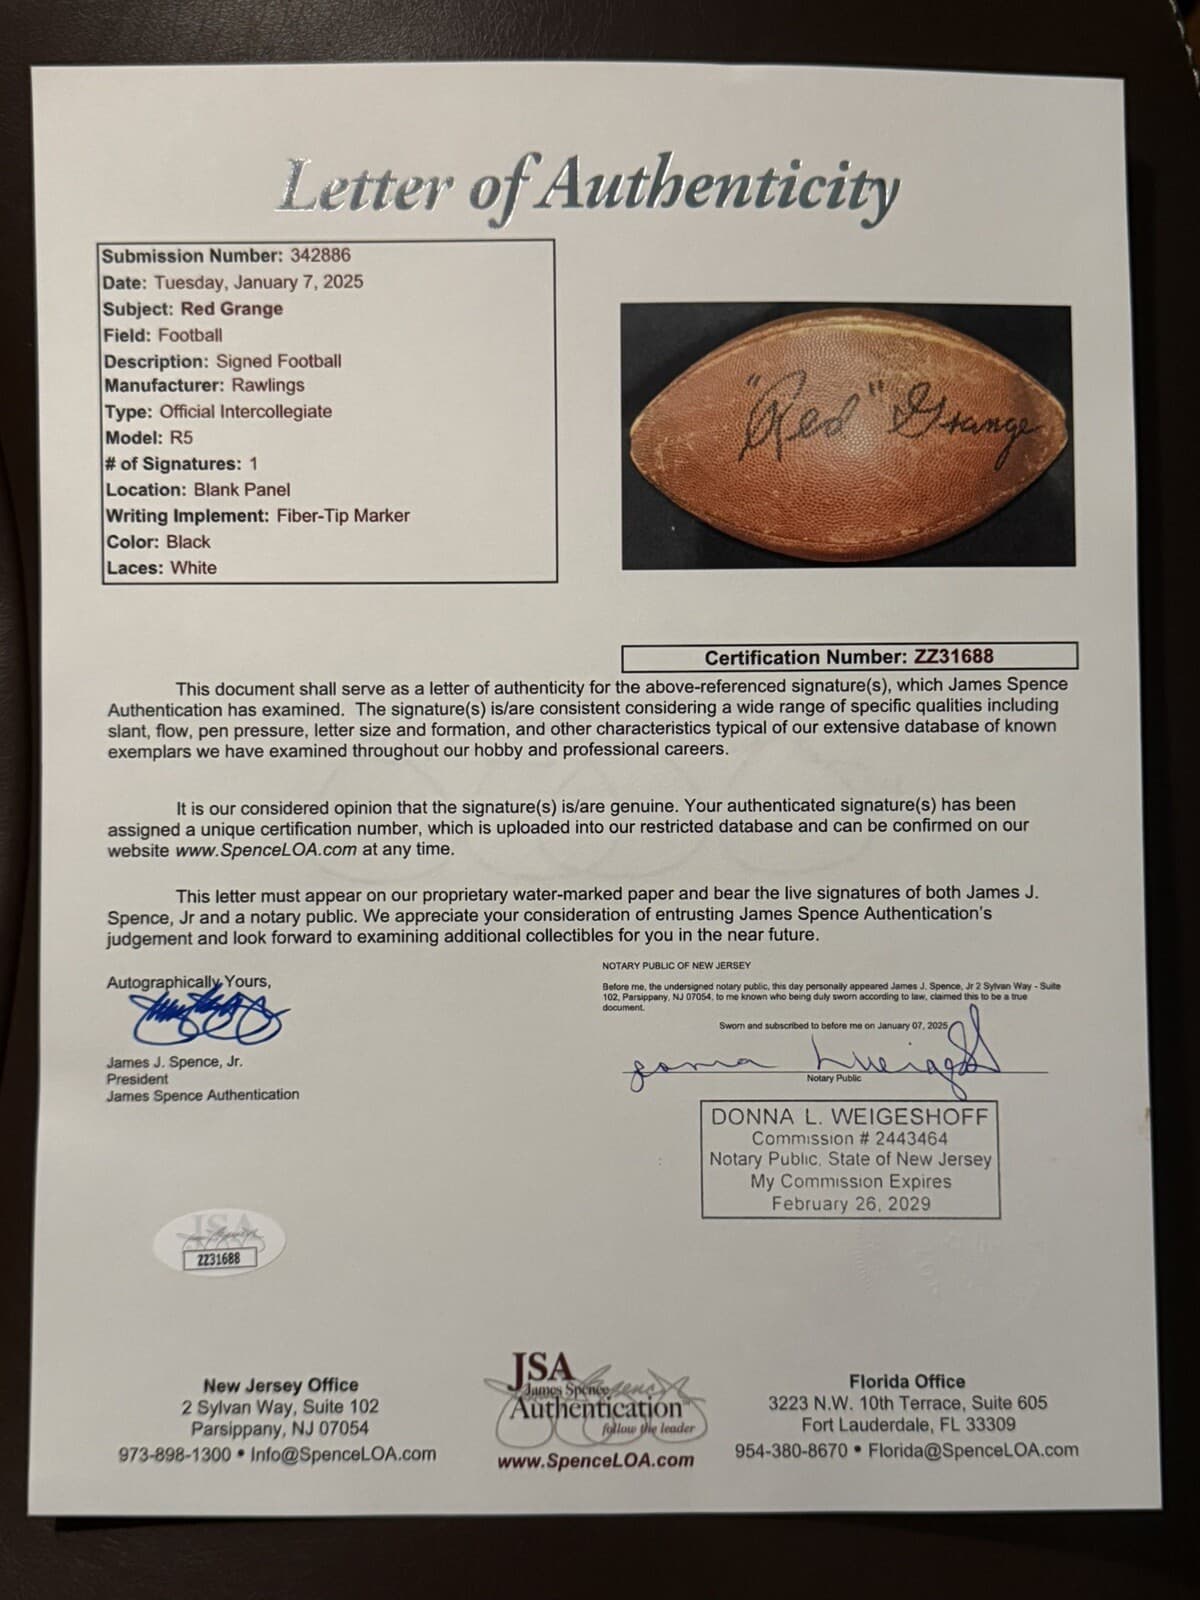 Letter of Authenticity
Submission Number: 342886
Date: Tuesday, January 7, 2025
Subject: Red Grange
Field: Football
Description: Signed Football
Manufacturer: Rawlings
Type: Official Intercollegiate
Model: R5
# of Signatures: 1
Location: Blank Panel
Writing Implement: Fiber-Tip Marker
Color: Black
Laces: White
"Red" Grange
Certification Number: ZZ31688
This document shall serve as a letter of authenticity for the above-referenced signature(s), which James Spence
Authentication has examined. The signature(s) is/are consistent considering a wide range of specific qualities including
slant, flow, pen pressure, letter size and formation, and other characteristics typical of our extensive database of known
exemplars we have examined throughout our hobby and professional careers.
It is our considered opinion that the signature(s) is/are genuine. Your authenticated signature(s) has been
assigned a unique certification number, which is uploaded into our restricted database and can be confirmed on our
website www.SpenceLOA.com at any time.
This letter must appear on our proprietary water-marked paper and bear the live signatures of both James J.
Spence, Jr and a notary public. We appreciate your consideration of entrusting James Spence Authentication's
judgement and look forward to examining additional collectibles for you in the near future.
Autographically Yours,
James J. Spence, Jr.
President
James Spence Authentication
NOTARY PUBLIC OF NEW JERSEY
Before me, the undersigned notary public, this day personally appeared James J. Spence, Jr 2 Sylvan Way - Suite
102, Parsippany, NJ 07054, to me known who being duly sworn according to law, claimed this to be a true
document.
Sworn and subscribed to before me on January 07, 2025
Notary Public
DONNA L. WEIGESHOFF
Commission # 2443464
Notary Public, State of New Jersey
My Commission Expires
February 26, 2029
JSA
ZZ31688
New Jersey Office
2 Sylvan Way, Suite 102
Parsippany, NJ 07054
973-898-1300 • Info@SpenceLOA.com
JSA
James Spence
Authentication
follow the leader
www.SpenceLOA.com
Florida Office
3223 N.W. 10th Terrace, Suite 605
Fort Lauderdale, FL 33309
954-380-8670 • Florida@SpenceLOA.com